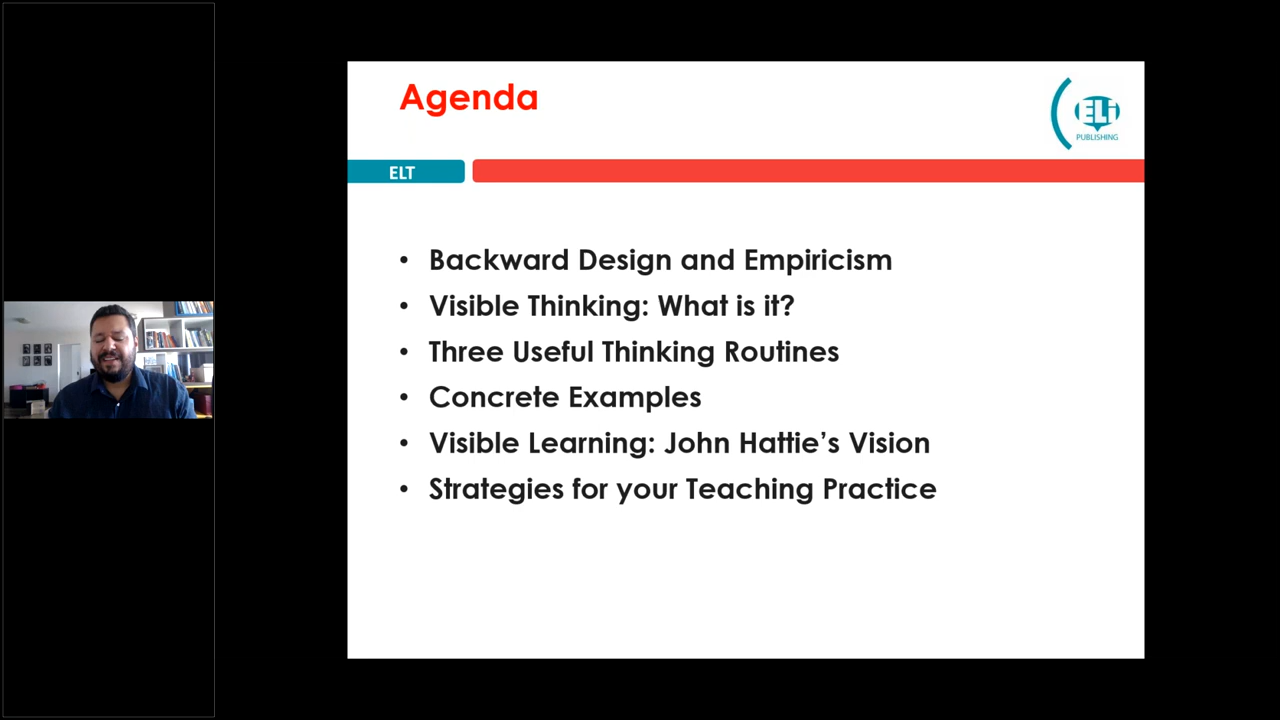 Agenda
ELi
PUBLISHING
ELT
• Backward Design and Empiricism
• Visible Thinking: What is it?
• Three Useful Thinking Routines
• Concrete Examples
• Visible Learning: John Hattie’s Vision
• Strategies for your Teaching Practice